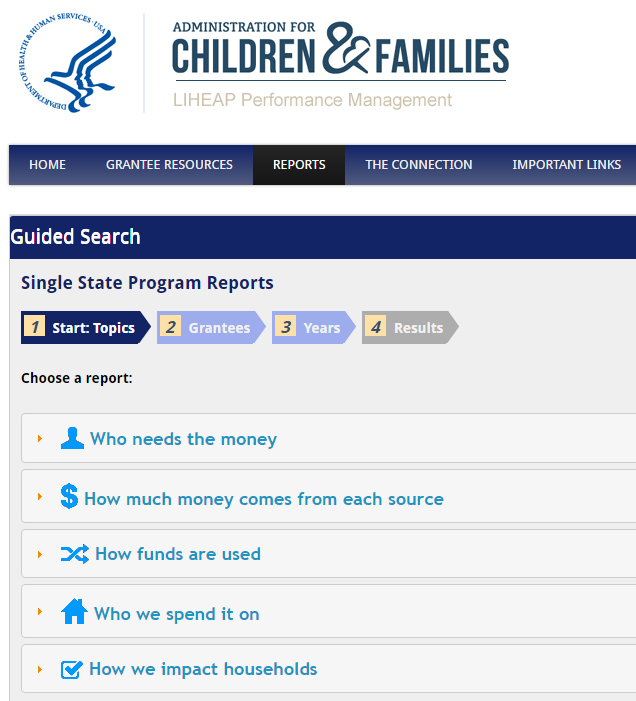 DEPARTMENT OF HEALTH & HUMAN SERVICES · USA
ADMINISTRATION FOR
CHILDREN & FAMILIES
LIHEAP Performance Management
HOME GRANTEE RESOURCES REPORTS THE CONNECTION IMPORTANT LINKS
Guided Search
Single State Program Reports
1 Start: Topics 2 Grantees 3 Years 4 Results
Choose a report:
Who needs the money
$ How much money comes from each source
How funds are used
Who we spend it on
How we impact households